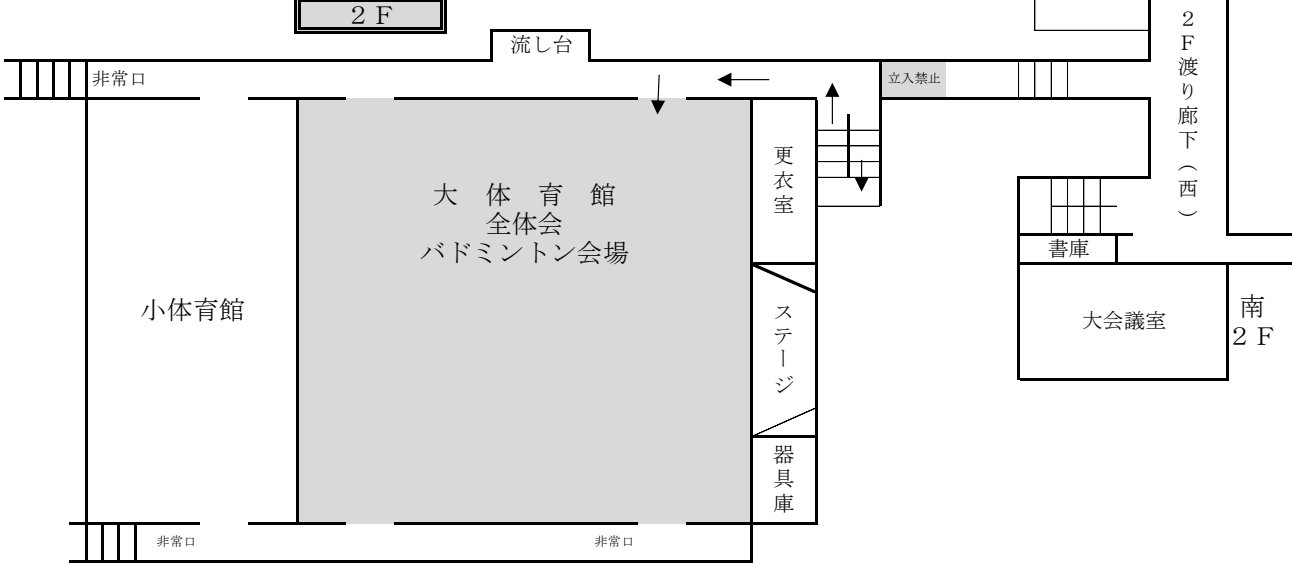 ２Ｆ
流し台
非常口
立入禁止
２Ｆ渡り廊下（西）
更衣室
大　体　育　館
全体会
バドミントン会場
書庫
小体育館
ステージ
大会議室
南
２Ｆ
器具庫
非常口
非常口